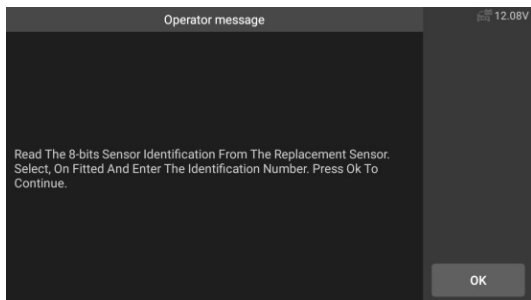 Operator message
12.08V
Read The 8-bits Sensor Identification From The Replacement Sensor.
Select, On Fitted And Enter The Identification Number. Press Ok To
Continue.
OK